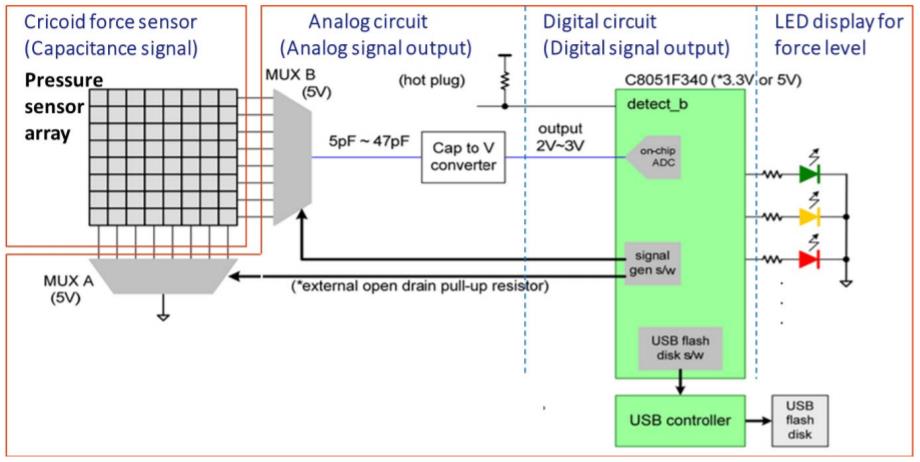 Cricoid force sensor
(Capacitance signal)
Pressure
sensor
array
Analog circuit
(Analog signal output)
Digital circuit
(Digital signal output)
LED display for
force level
MUX B
(5V)
(hot plug)
C8051F340 (*3.3V or 5V)
detect_b
5pF ~ 47pF
Cap to V
converter
output
2V~3V
on-chip
ADC
signal
gen s/w
MUX A
(5V)
(*external open drain pull-up resistor)
USB flash
disk s/w
USB controller
USB
flash
disk